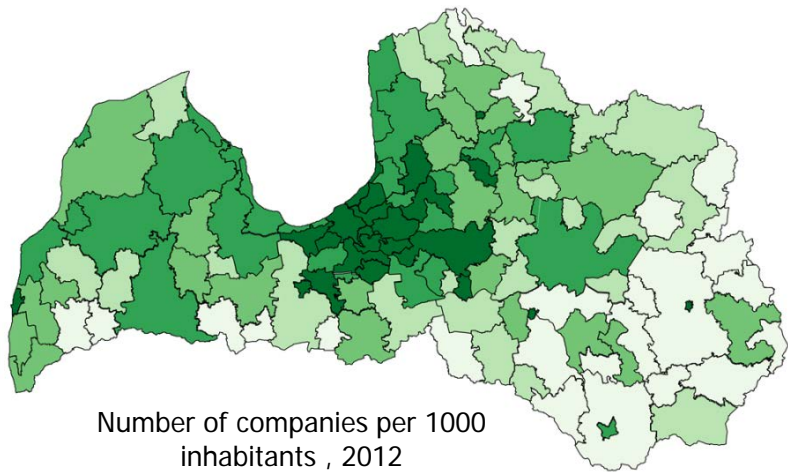 Number of companies per 1000
inhabitants , 2012